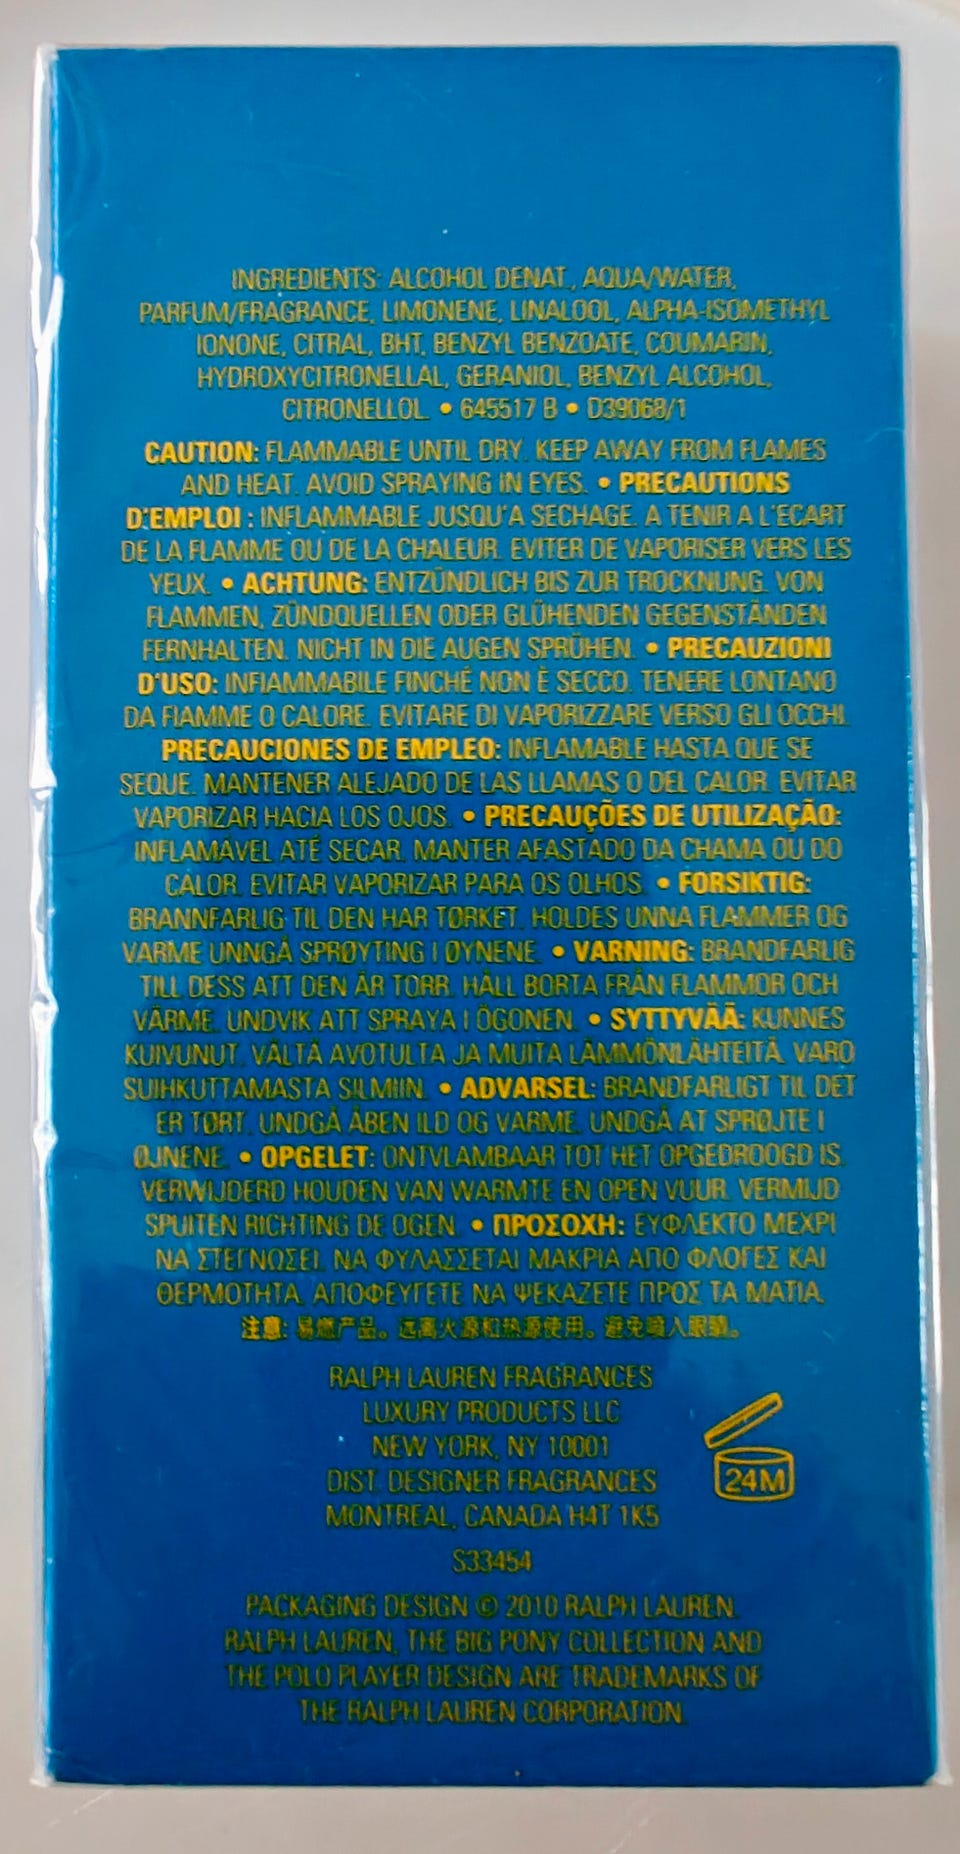 INGREDIENTS: ALCOHOL DENAT., AQUA/WATER,
PARFUM/FRAGRANCE, LIMONENE, LINALOOL, ALPHA-ISOMETHYL
IONONE, CITRAL, BHT, BENZYL BENZOATE, COUMARIN,
HYDROXYCITRONELLAL, GERANIOL, BENZYL ALCOHOL,
CITRONELLOL. • 645517 B • D39068/1
CAUTION: FLAMMABLE UNTIL DRY. KEEP AWAY FROM FLAMES
AND HEAT. AVOID SPRAYING IN EYES. • PRECAUTIONS
D'EMPLOI : INFLAMMABLE JUSQU'A SECHAGE. A TENIR A L'ECART
DE LA FLAMME OU DE LA CHALEUR. EVITER DE VAPORISER VERS LES
YEUX. • ACHTUNG: ENTZÜNDLICH BIS ZUR TROCKNUNG. VON
FLAMMEN, ZÜNDQUELLEN ODER GLÜHENDEN GEGENSTÄNDEN
FERNHALTEN. NICHT IN DIE AUGEN SPRÜHEN. • PRECAUZIONI
D'USO: INFIAMMABILE FINCHÉ NON È SECCO. TENERE LONTANO
DA FIAMME O CALORE. EVITARE DI VAPORIZZARE VERSO GLI OCCHI.
PRECAUCIONES DE EMPLEO: INFLAMABLE HASTA QUE SE
SEQUE. MANTENER ALEJADO DE LAS LLAMAS O DEL CALOR. EVITAR
VAPORIZAR HACIA LOS OJOS. • PRECAUÇÕES DE UTILIZAÇÃO:
INFLAMÁVEL ATÉ SECAR. MANTER AFASTADO DA CHAMA OU DO
CALOR. EVITAR VAPORIZAR PARA OS OLHOS. • FORSIKTIG:
BRANNFARLIG TIL DEN HAR TØRKET. HOLDES UNNA FLAMMER OG
VARME UNNGÅ SPRØYTING I ØYNENE. • VARNING: BRANDFARLIG
TILL DESS ATT DEN ÄR TORR. HÅLL BORTA FRÅN FLAMMOR OCH
VÄRME. UNDVIK ATT SPRAYA I ÖGONEN. • SYTTYVÄÄ: KUNNES
KUIVUNUT. VÄLTÄ AVOTULTA JA MUITA LÄMMÖNLÄHTEITÄ. VARO
SUIHKUTTAMASTA SILMIIN. • ADVARSEL: BRANDFARLIGT TIL DET
ER TØRT. UNDGÅ ÅBEN ILD OG VARME. UNDGÅ AT SPRØJTE I
ØJNENE. • OPGELET: ONTVLAMBAAR TOT HET OPGEDROOGD IS.
VERWIJDERD HOUDEN VAN WARMTE EN OPEN VUUR. VERMIJD
SPUITEN RICHTING DE OGEN. • ΠΡΟΣΟΧΗ: ΕΥΦΛΕΚΤΟ ΜΕΧΡΙ
ΝΑ ΣΤΕΓΝΩΣΕΙ. ΝΑ ΦΥΛΑΣΣΕΤΑΙ ΜΑΚΡΙΑ ΑΠΟ ΦΛΟΓΕΣ ΚΑΙ
ΘΕΡΜΟΤΗΤΑ. ΑΠΟΦΕΥΓΕΤΕ ΝΑ ΨΕΚΑΖΕΤΕ ΠΡΟΣ ΤΑ ΜΑΤΙΑ.
注意: 易燃产品。远离火源和热源使用。避免喷入眼睛。
RALPH LAUREN FRAGRANCES
LUXURY PRODUCTS LLC
NEW YORK, NY 10001
DIST. DESIGNER FRAGRANCES
MONTREAL, CANADA H4T 1K5
24M
S33454
PACKAGING DESIGN © 2010 RALPH LAUREN.
RALPH LAUREN, THE BIG PONY COLLECTION AND
THE POLO PLAYER DESIGN ARE TRADEMARKS OF
THE RALPH LAUREN CORPORATION.